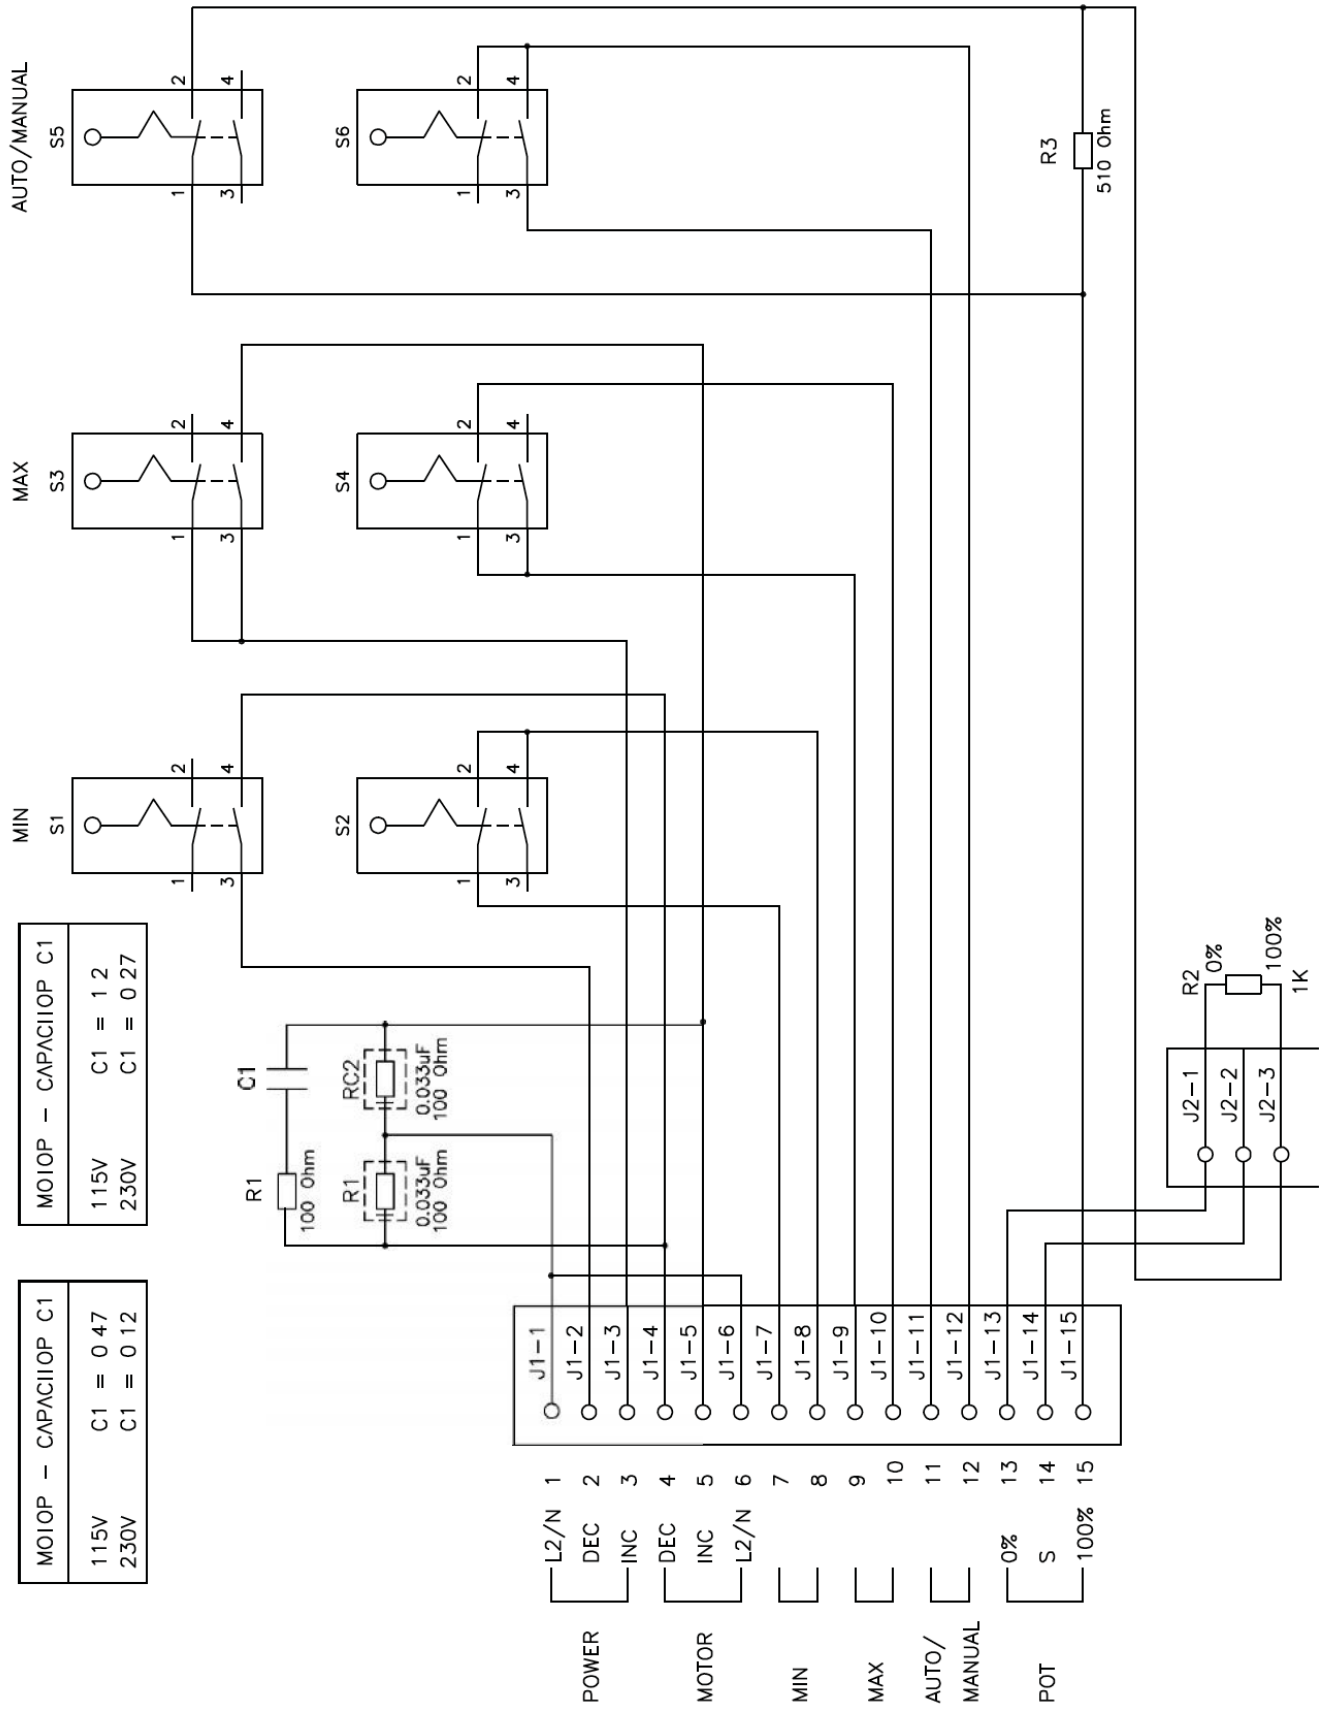 MOIOP – CAPACIIOP C1
115V C1 = 0 47
230V C1 = 0 12
MOIOP – CAPACIIOP C1
115V C1 = 1 2
230V C1 = 0 27
MIN
S1
1
2
3
4
S2
1
2
3
4
MAX
S3
1
2
3
4
S4
1
2
3
4
AUTO/MANUAL
S5
1
2
3
4
S6
1
2
3
4
R1
100 Ohm
C1
R1
0.033uF
100 Ohm
RC2
0.033uF
100 Ohm
R3
510 Ohm
POWER
L2/N 1 J1–1
DEC 2 J1–2
INC 3 J1–3
MOTOR
DEC 4 J1–4
INC 5 J1–5
L2/N 6 J1–6
MIN
7 J1–7
8 J1–8
MAX
9 J1–9
10 J1–10
AUTO/
MANUAL
11 J1–11
12 J1–12
POT
0% 13 J1–13
S 14 J1–14
100% 15 J1–15
J2–1
J2–2
J2–3
R2
0%
100%
1K